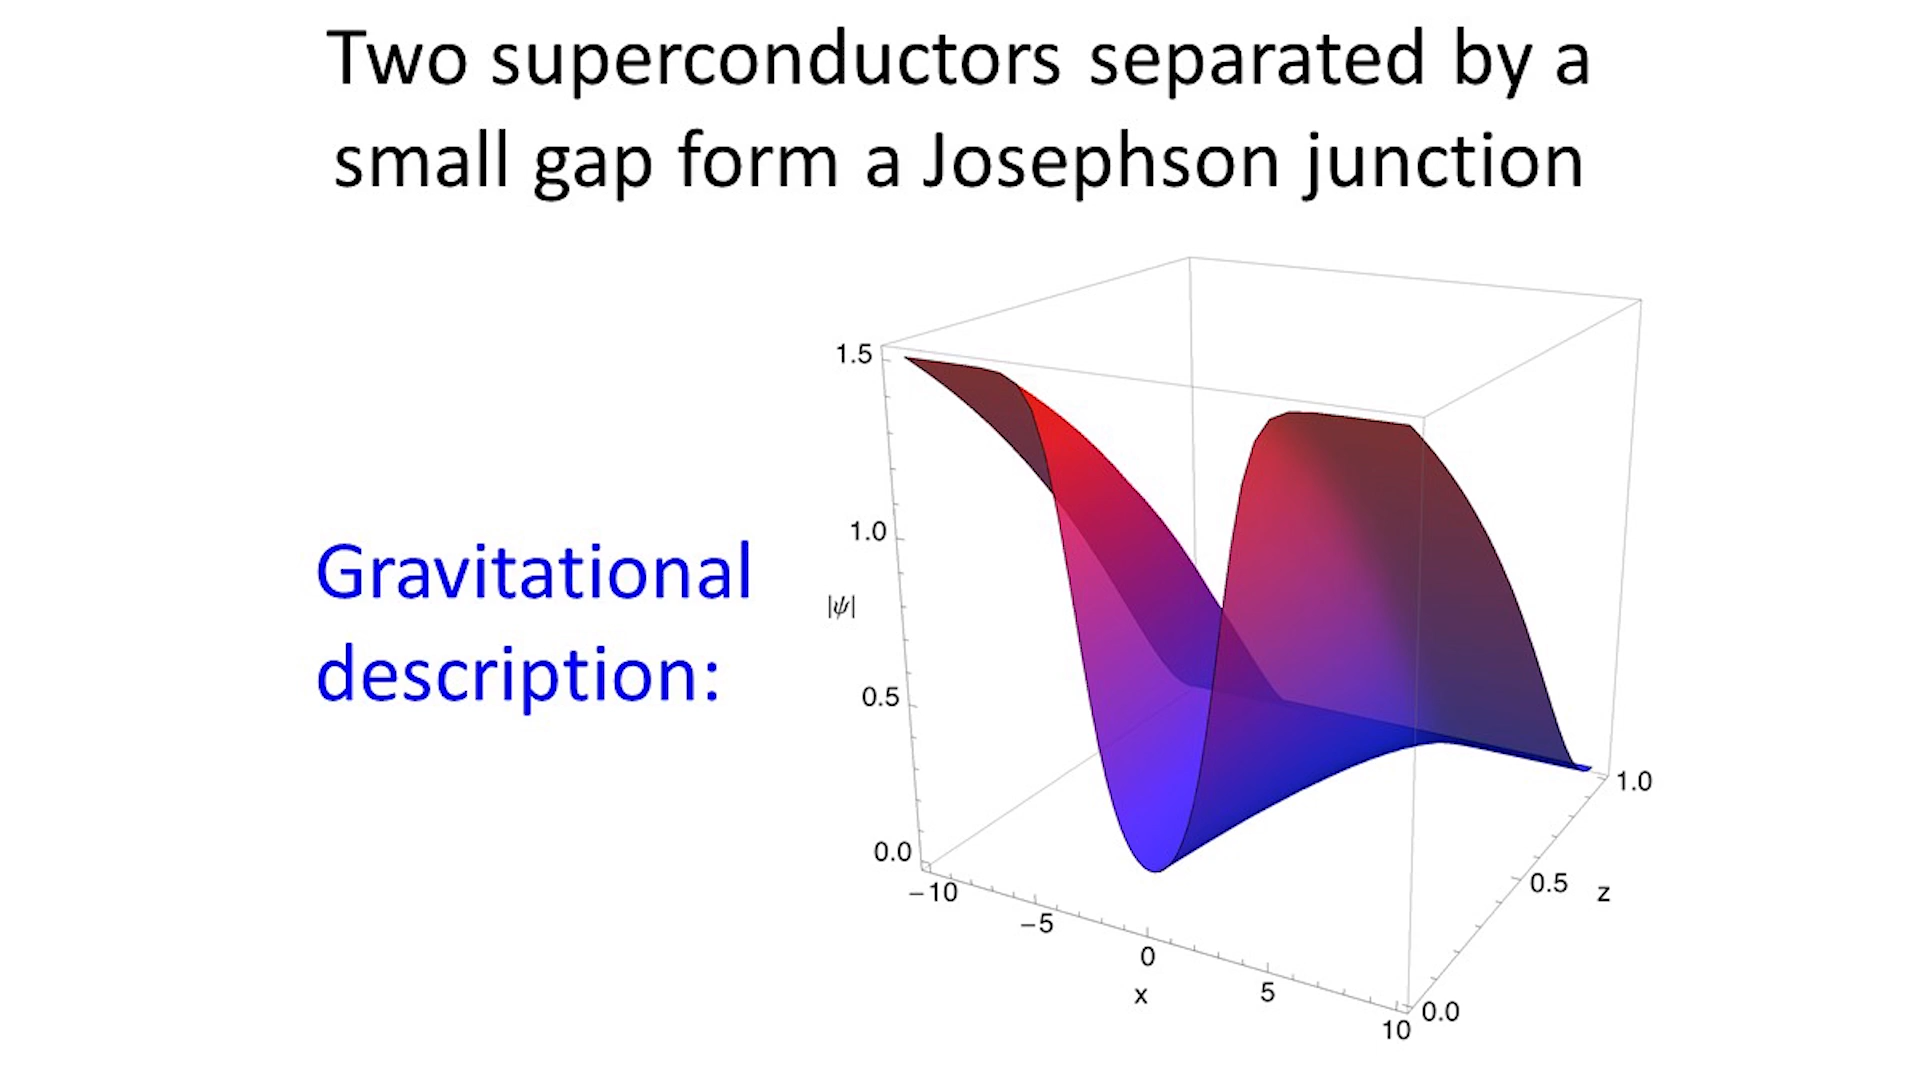 Two superconductors separated by a
small gap form a Josephson junction
Gravitational
description:
1.5
1.0
|ψ|
0.5
0.0
−10
−5
0
x
5
10
0.0
0.5
z
1.0